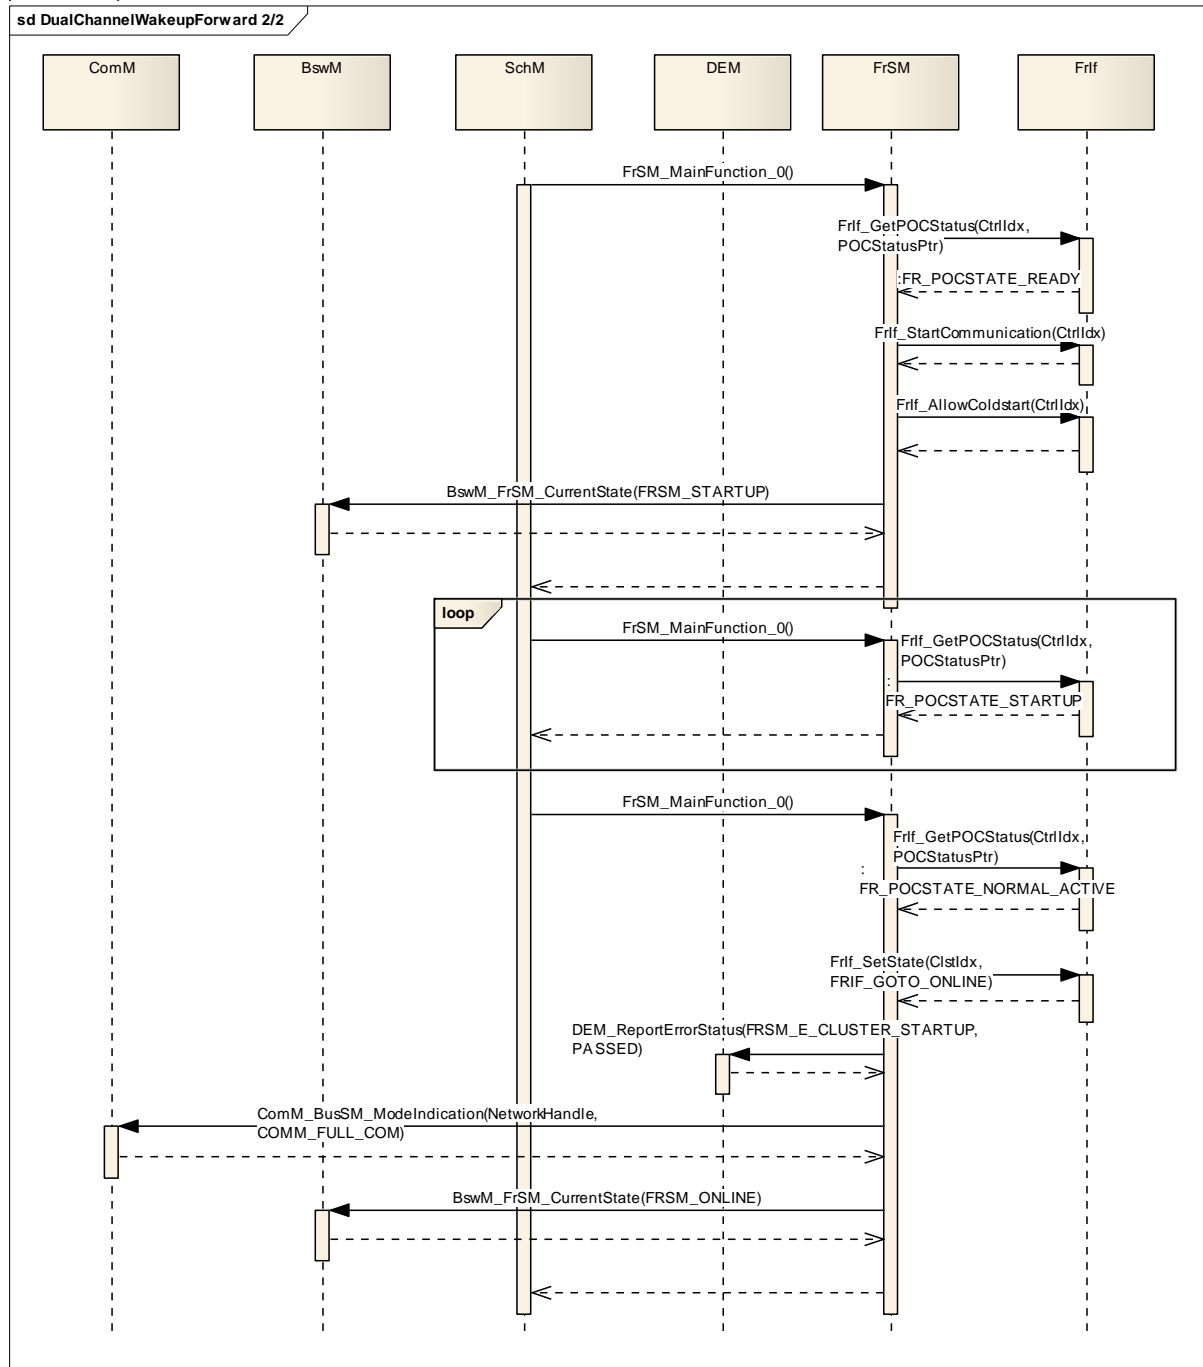 sd DualChannelWakeupForward 2/2
ComM
BswM
SchM
DEM
FrSM
FrIf
FrSM_MainFunction_0()
FrIf_GetPOCStatus(CtrlIdx,
POCStatusPtr)
:FR_POCSTATE_READY
FrIf_StartCommunication(CtrlIdx)
FrIf_AllowColdstart(CtrlIdx)
BswM_FrSM_CurrentState(FRSM_STARTUP)
loop
FrSM_MainFunction_0()
FrIf_GetPOCStatus(CtrlIdx,
POCStatusPtr)
:
FR_POCSTATE_STARTUP
FrSM_MainFunction_0()
FrIf_GetPOCStatus(CtrlIdx,
POCStatusPtr)
:
FR_POCSTATE_NORMAL_ACTIVE
FrIf_SetState(ClstIdx,
FRIF_GOTO_ONLINE)
DEM_ReportErrorStatus(FRSM_E_CLUSTER_STARTUP,
PASSED)
ComM_BusSM_ModeIndication(NetworkHandle,
COMM_FULL_COM)
BswM_FrSM_CurrentState(FRSM_ONLINE)